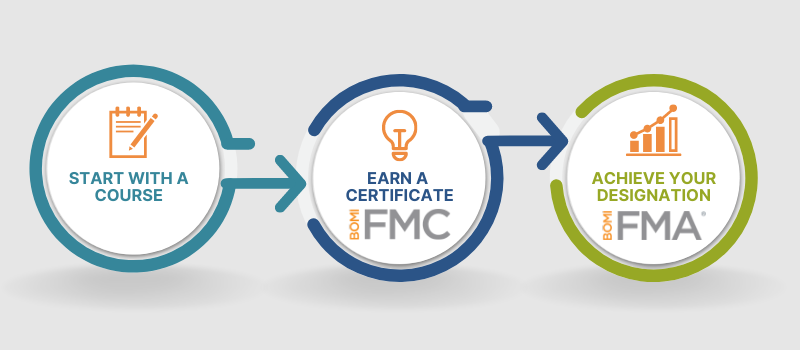 START WITH A
COURSE
EARN A
CERTIFICATE
BOMI FMC
ACHIEVE YOUR
DESIGNATION
BOMI FMA®